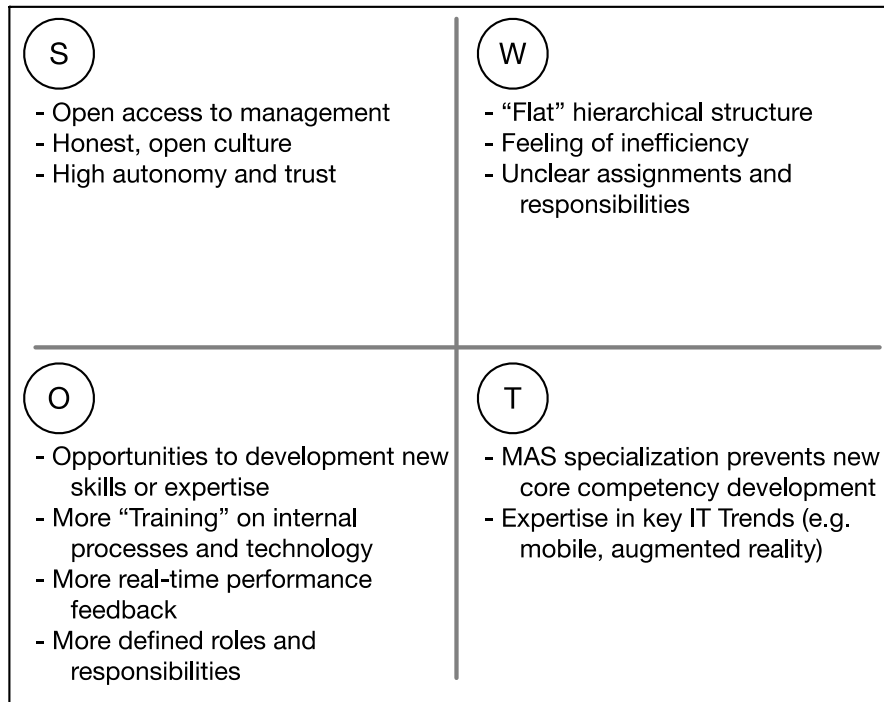 S
- Open access to management
- Honest, open culture
- High autonomy and trust
W
- “Flat” hierarchical structure
- Feeling of inefficiency
- Unclear assignments and
responsibilities
O
- Opportunities to development new
skills or expertise
- More “Training” on internal
processes and technology
- More real-time performance
feedback
- More defined roles and
responsibilities
T
- MAS specialization prevents new
core competency development
- Expertise in key IT Trends (e.g.
mobile, augmented reality)